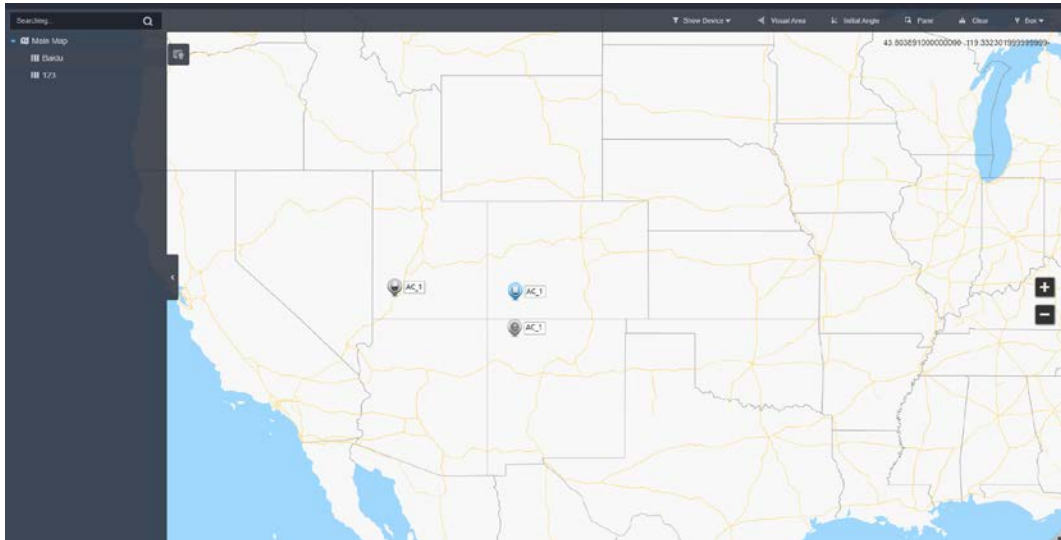 Searching...
Show Device
Visual Area
Initial Angle
Pane
Clear
Box
Main Map
Baidu
123
AC_1
AC_1
AC_1